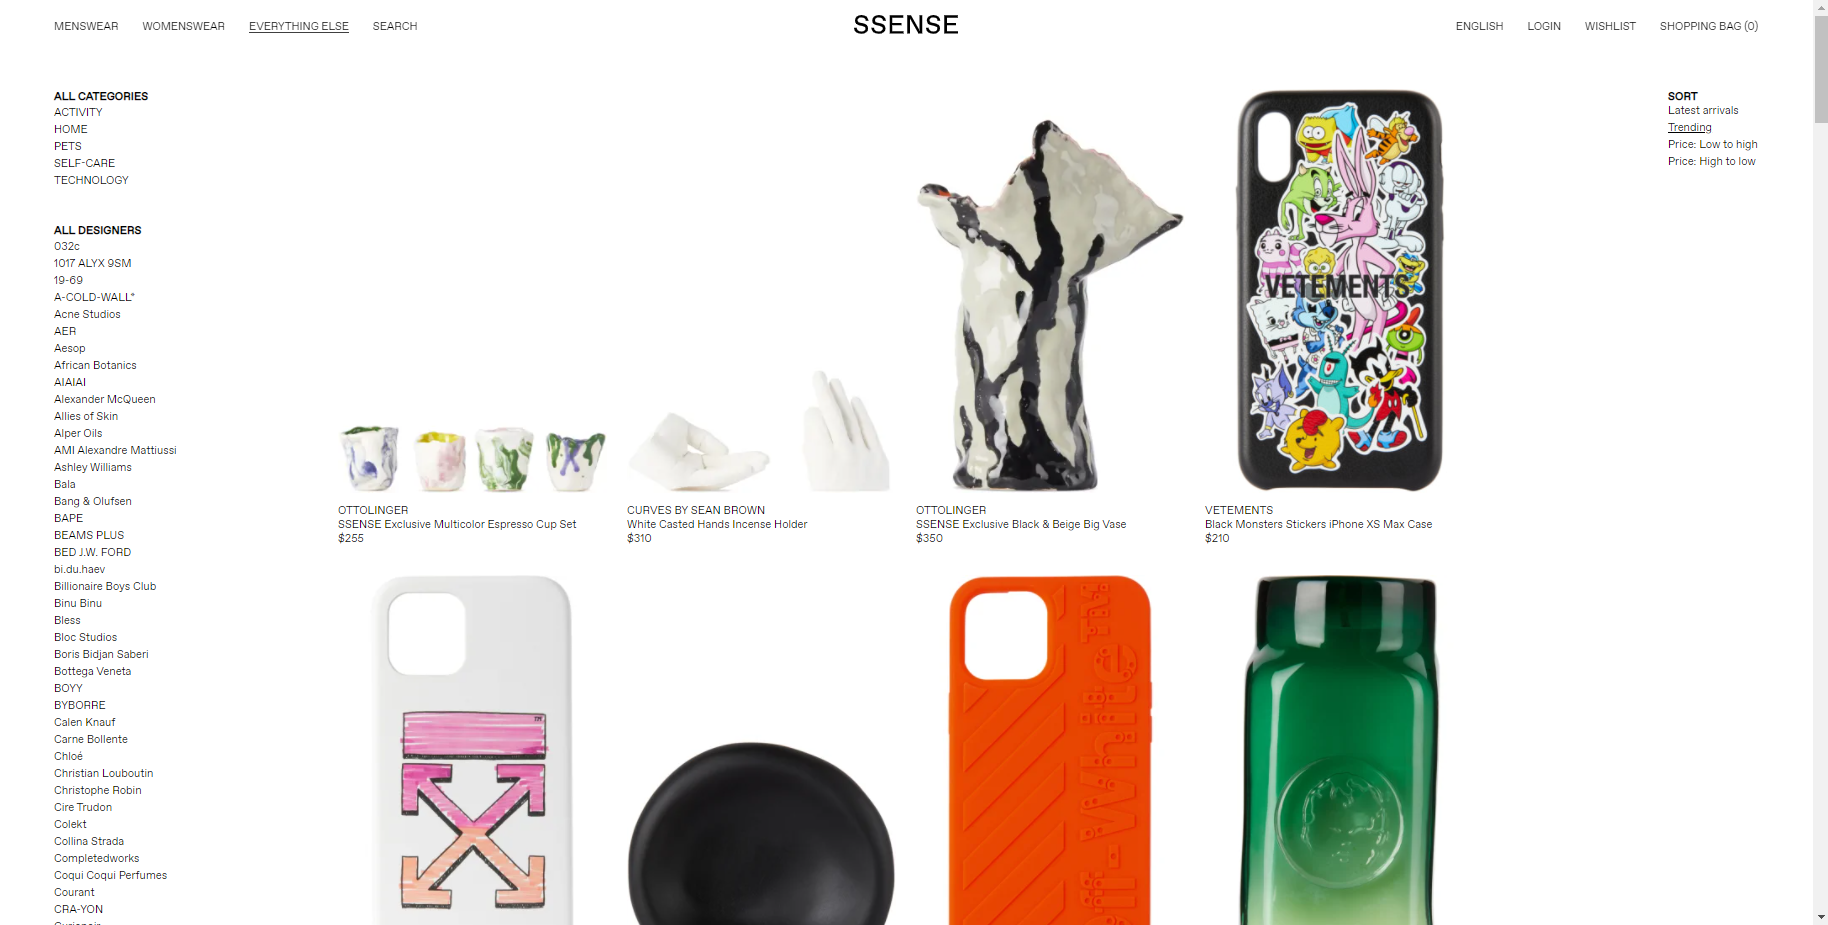 MENSWEAR
WOMENSWEAR
EVERYTHING ELSE
SEARCH
SSENSE
ENGLISH
LOGIN
WISHLIST
SHOPPING BAG (0)
ALL CATEGORIES
ACTIVITY
HOME
PETS
SELF-CARE
TECHNOLOGY
ALL DESIGNERS
032c
1017 ALYX 9SM
19-69
A-COLD-WALL*
Acne Studios
AER
Aesop
African Botanics
AIAIAI
Alexander McQueen
Allies of Skin
Alper Oils
AMI Alexandre Mattiussi
Ashley Williams
Bala
Bang & Olufsen
BAPE
BEAMS PLUS
BED J.W. FORD
bi.du.haev
Billionaire Boys Club
Binu Binu
Bless
Bloc Studios
Boris Bidjan Saberi
Bottega Veneta
BOYY
BYBORRE
Calen Knauf
Carne Bollente
Chloé
Christian Louboutin
Christophe Robin
Cire Trudon
Colekt
Collina Strada
Completedworks
Coqui Coqui Perfumes
Courant
CRA-YON
SORT
Latest arrivals
Trending
Price: Low to high
Price: High to low
VETEMENTS
OTTOLINGER
SSENSE Exclusive Multicolor Espresso Cup Set
$255
CURVES BY SEAN BROWN
White Casted Hands Incense Holder
$310
OTTOLINGER
SSENSE Exclusive Black & Beige Big Vase
$350
VETEMENTS
Black Monsters Stickers iPhone XS Max Case
$210
TM
ff-White TM